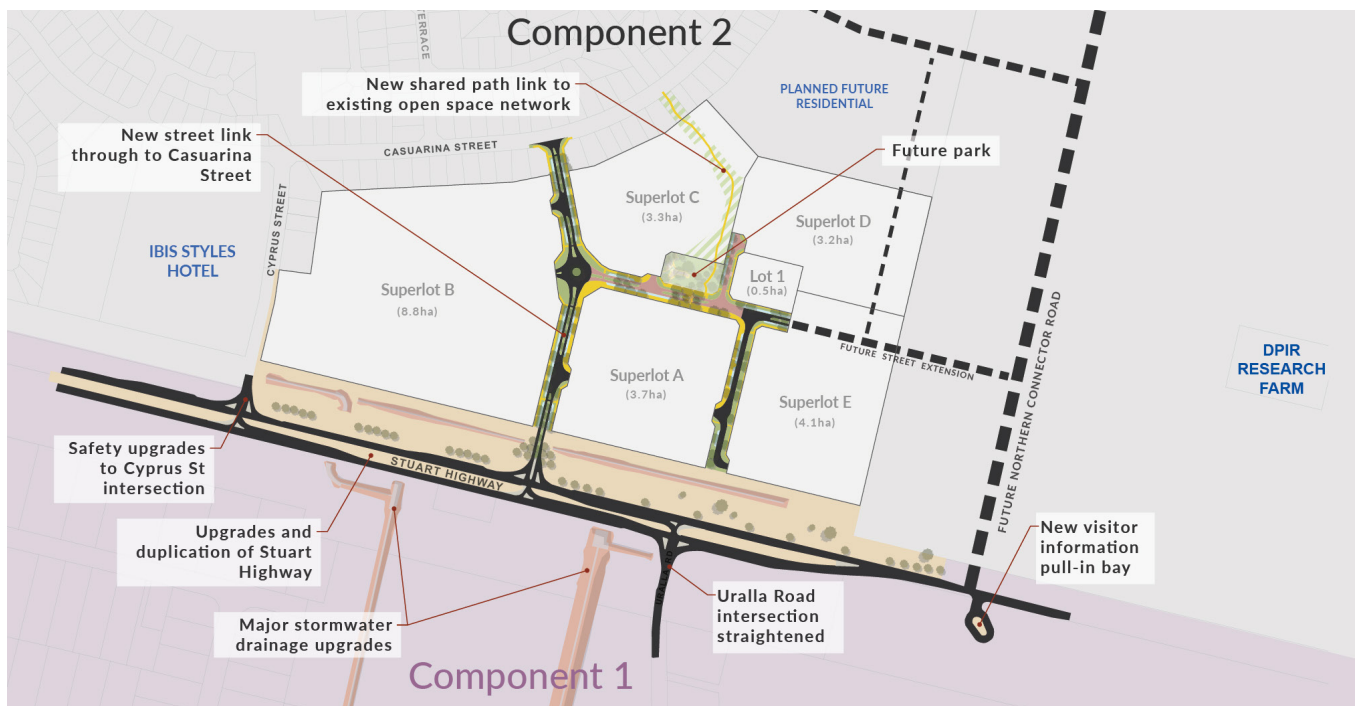 TERRACE
Component 2
New shared path link to
existing open space network
PLANNED FUTURE
RESIDENTIAL
New street link
through to Casuarina
Street
CASUARINA STREET
Future park
CYPRUS STREET
Superlot C
(3.3ha)
Superlot D
(3.2ha)
IBIS STYLES
HOTEL
Lot 1
(0.5ha)
Superlot B
(8.8ha)
FUTURE STREET EXTENSION
FUTURE NORTHERN CONNECTOR ROAD
DPIR
RESEARCH
FARM
Superlot A
(3.7ha)
Superlot E
(4.1ha)
Safety upgrades
to Cyprus St
intersection
STUART HIGHWAY
Upgrades and
duplication of Stuart
Highway
New visitor
information
pull-in bay
URALLA RD
Uralla Road
intersection
straightened
Major stormwater
drainage upgrades
Component 1